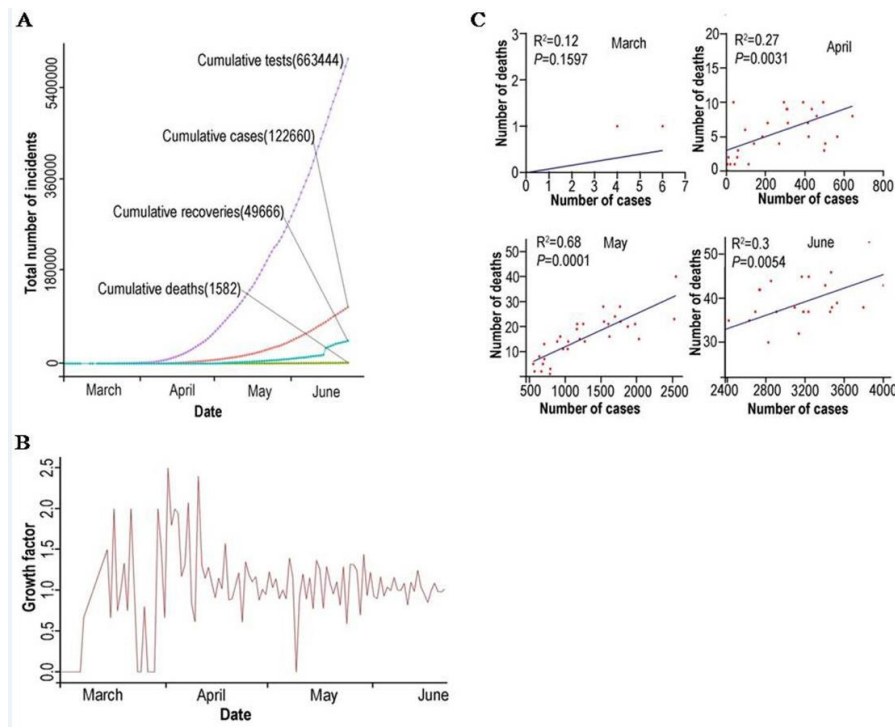 A
Cumulative tests(663444)
Cumulative cases(122660)
Cumulative recoveries(49666)
Cumulative deaths(1582)
Total number of incidents
5400000
360000
180000
0
March April May June
Date
B
Growth factor
2.5
2.0
1.5
1.0
0.5
0.0
March April May June
Date
C
R²=0.12
P=0.1597
March
Number of deaths
3
2
1
0
0 1 2 3 4 5 6 7
Number of cases
R²=0.27
P=0.0031
April
Number of deaths
20
15
10
5
0
0 200 400 600 800
Number of cases
R²=0.68
P=0.0001
May
Number of deaths
50
40
30
20
10
500 1000 1500 2000 2500
Number of cases
R²=0.3
P=0.0054
June
Number of deaths
50
40
30
2400 2800 3200 3600 4000
Number of cases